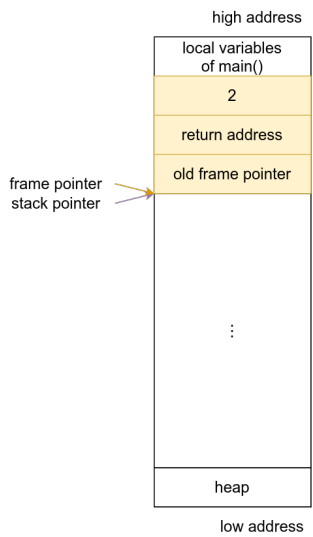 high address
local variables
of main()
2
return address
old frame pointer
frame pointer
stack pointer
⋮
heap
low address